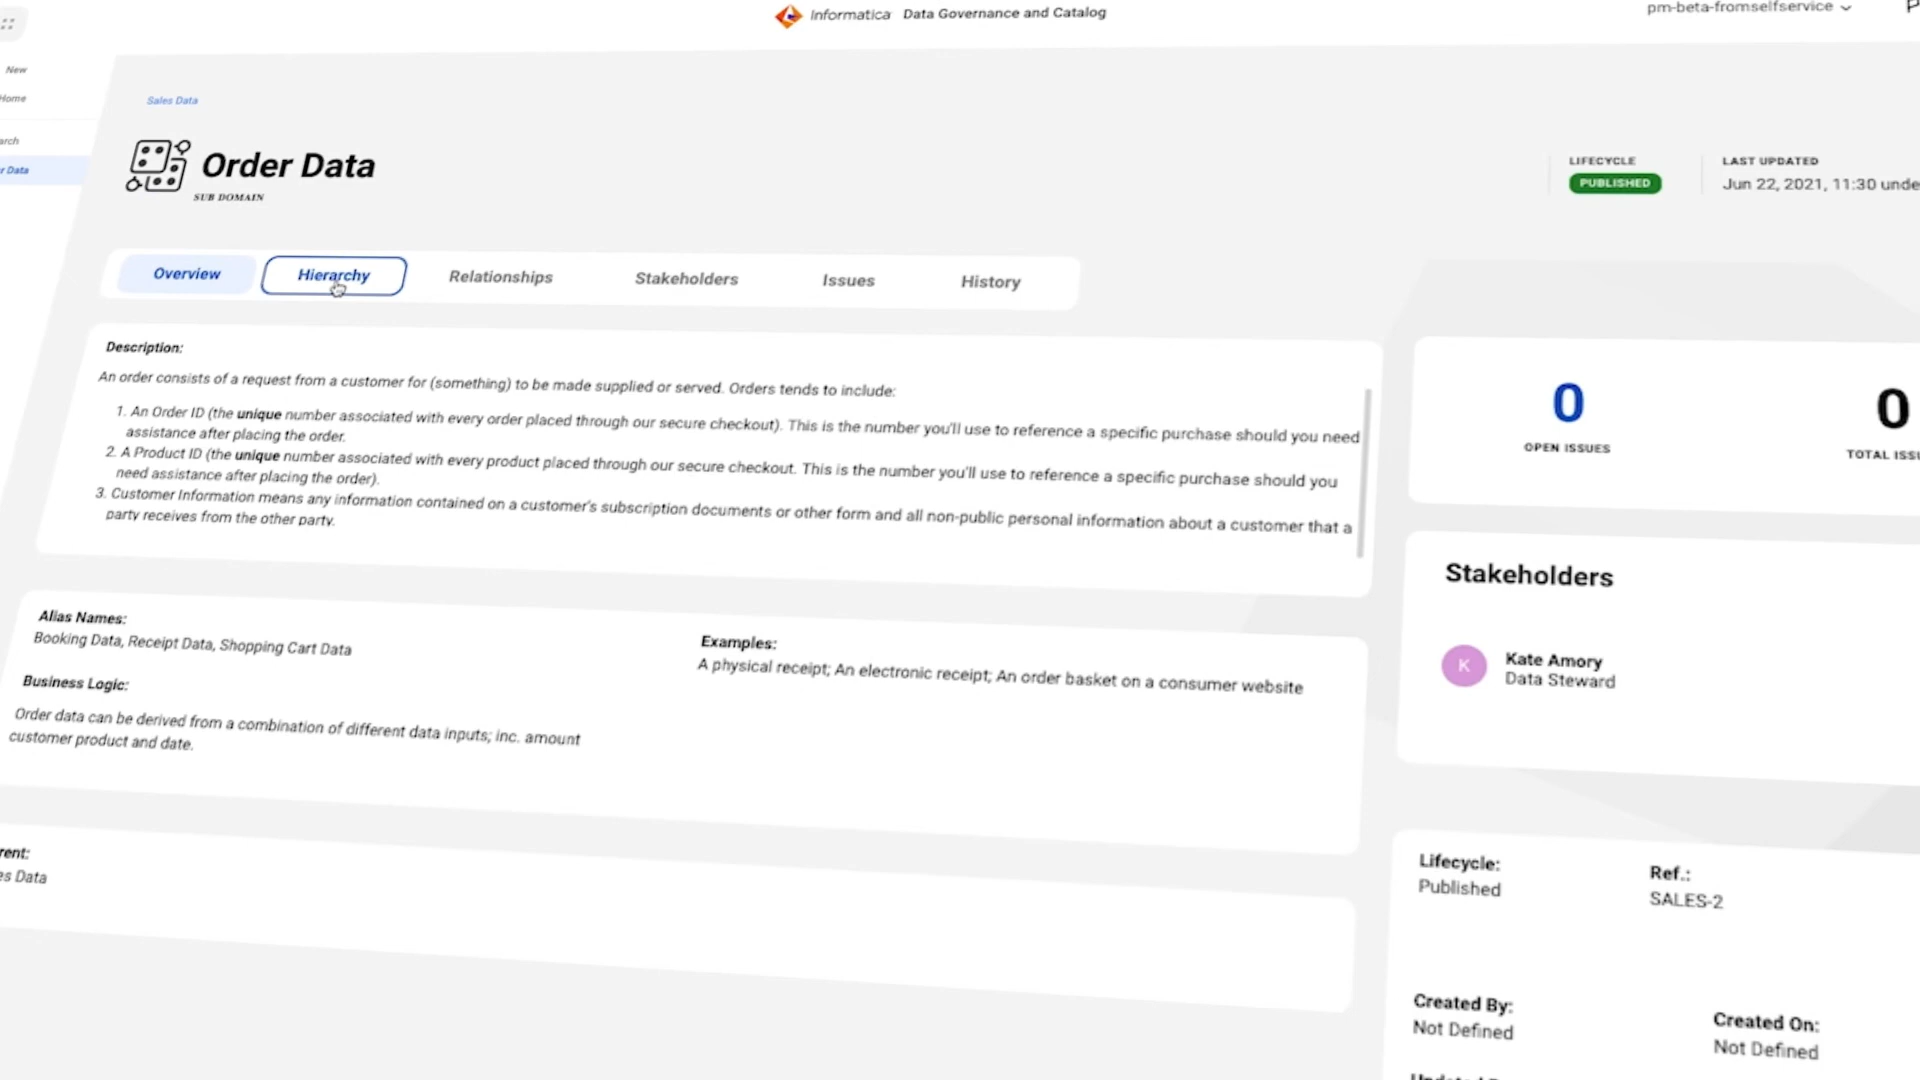 Informatica Data Governance and Catalog
pm-beta-fromselfservice
New
Home
Sales Data
Order Data
SUB DOMAIN
LIFECYCLE
PUBLISHED
LAST UPDATED
Jun 22, 2021, 11:30
Overview
Hierarchy
Relationships
Stakeholders
Issues
History
Description:
An order consists of a request from a customer for (something) to be made supplied or served. Orders tends to include:
1. An Order ID (the unique number associated with every order placed through our secure checkout). This is the number you'll use to reference a specific purchase should you need
assistance after placing the order.
2. A Product ID (the unique number associated with every product placed through our secure checkout. This is the number you'll use to reference a specific purchase should you
need assistance after placing the order).
3. Customer Information means any information contained on a customer's subscription documents or other form and all non-public personal information about a customer that a
party receives from the other party.
0
OPEN ISSUES
0
TOTAL
Stakeholders
K
Kate Amory
Data Steward
Alias Names:
Booking Data, Receipt Data, Shopping Cart Data
Examples:
A physical receipt; An electronic receipt; An order basket on a consumer website
Business Logic:
Order data can be derived from a combination of different data inputs; inc. amount
customer product and date.
Data
Lifecycle:
Published
Ref.:
SALES-2
Created By:
Not Defined
Created On:
Not Defined